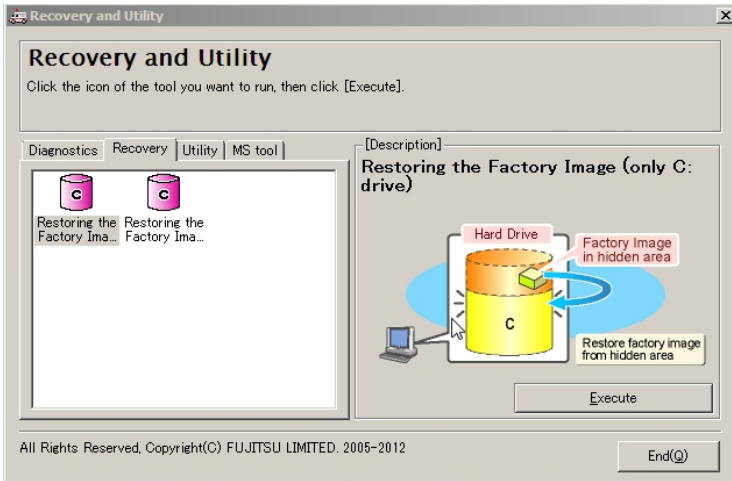 Recovery and Utility
Recovery and Utility
Click the icon of the tool you want to run, then click [Execute].
Diagnostics
Recovery
Utility
MS tool
C
C
Restoring the
Factory Ima...
Restoring the
Factory Ima...
[Description]
Restoring the Factory Image (only C:
drive)
Hard Drive
Factory Image
in hidden area
C
Restore factory image
from hidden area
Execute
All Rights Reserved, Copyright(C) FUJITSU LIMITED. 2005-2012
End(Q)